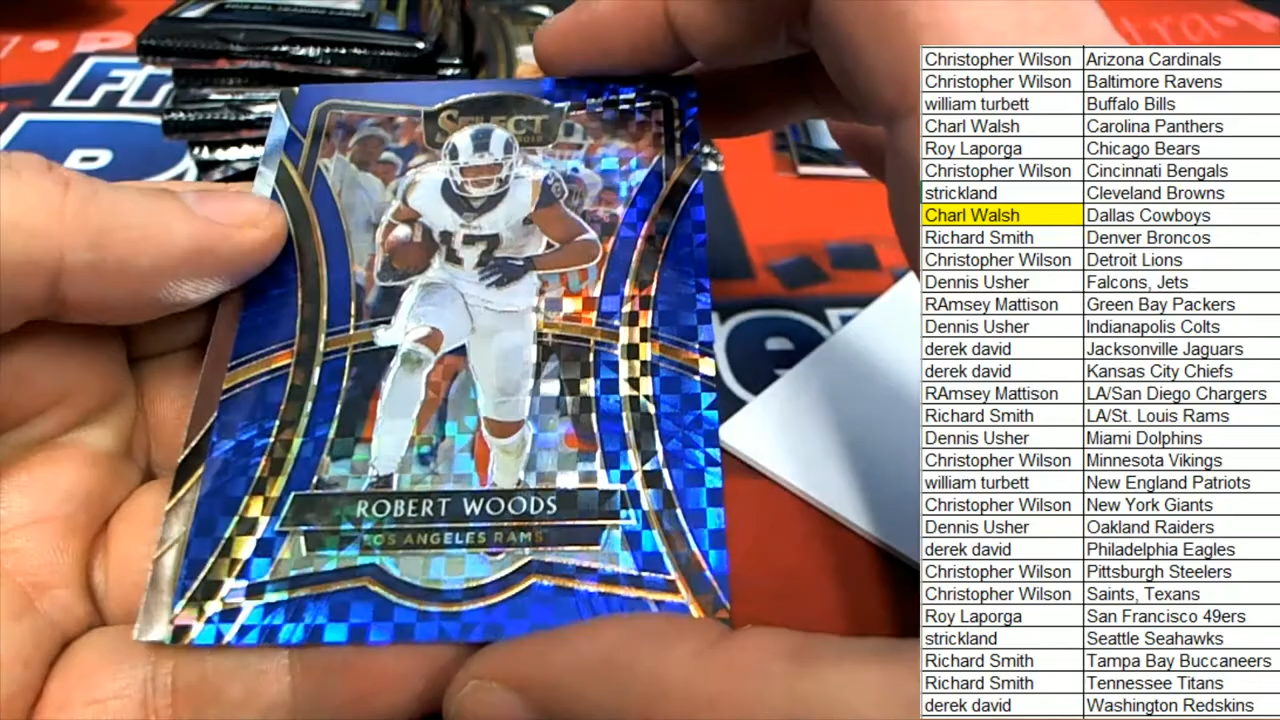 SELECT
17
ROBERT WOODS
LOS ANGELES RAMS
Christopher Wilson Arizona Cardinals
Christopher Wilson Baltimore Ravens
william turbett Buffalo Bills
Charl Walsh Carolina Panthers
Roy Laporga Chicago Bears
Christopher Wilson Cincinnati Bengals
strickland Cleveland Browns
Charl Walsh Dallas Cowboys
Richard Smith Denver Broncos
Christopher Wilson Detroit Lions
Dennis Usher Falcons, Jets
RAmsey Mattison Green Bay Packers
Dennis Usher Indianapolis Colts
derek david Jacksonville Jaguars
derek david Kansas City Chiefs
RAmsey Mattison LA/San Diego Chargers
Richard Smith LA/St. Louis Rams
Dennis Usher Miami Dolphins
Christopher Wilson Minnesota Vikings
william turbett New England Patriots
Christopher Wilson New York Giants
Dennis Usher Oakland Raiders
derek david Philadelphia Eagles
Christopher Wilson Pittsburgh Steelers
Christopher Wilson Saints, Texans
Roy Laporga San Francisco 49ers
strickland Seattle Seahawks
Richard Smith Tampa Bay Buccaneers
Richard Smith Tennessee Titans
derek david Washington Redskins